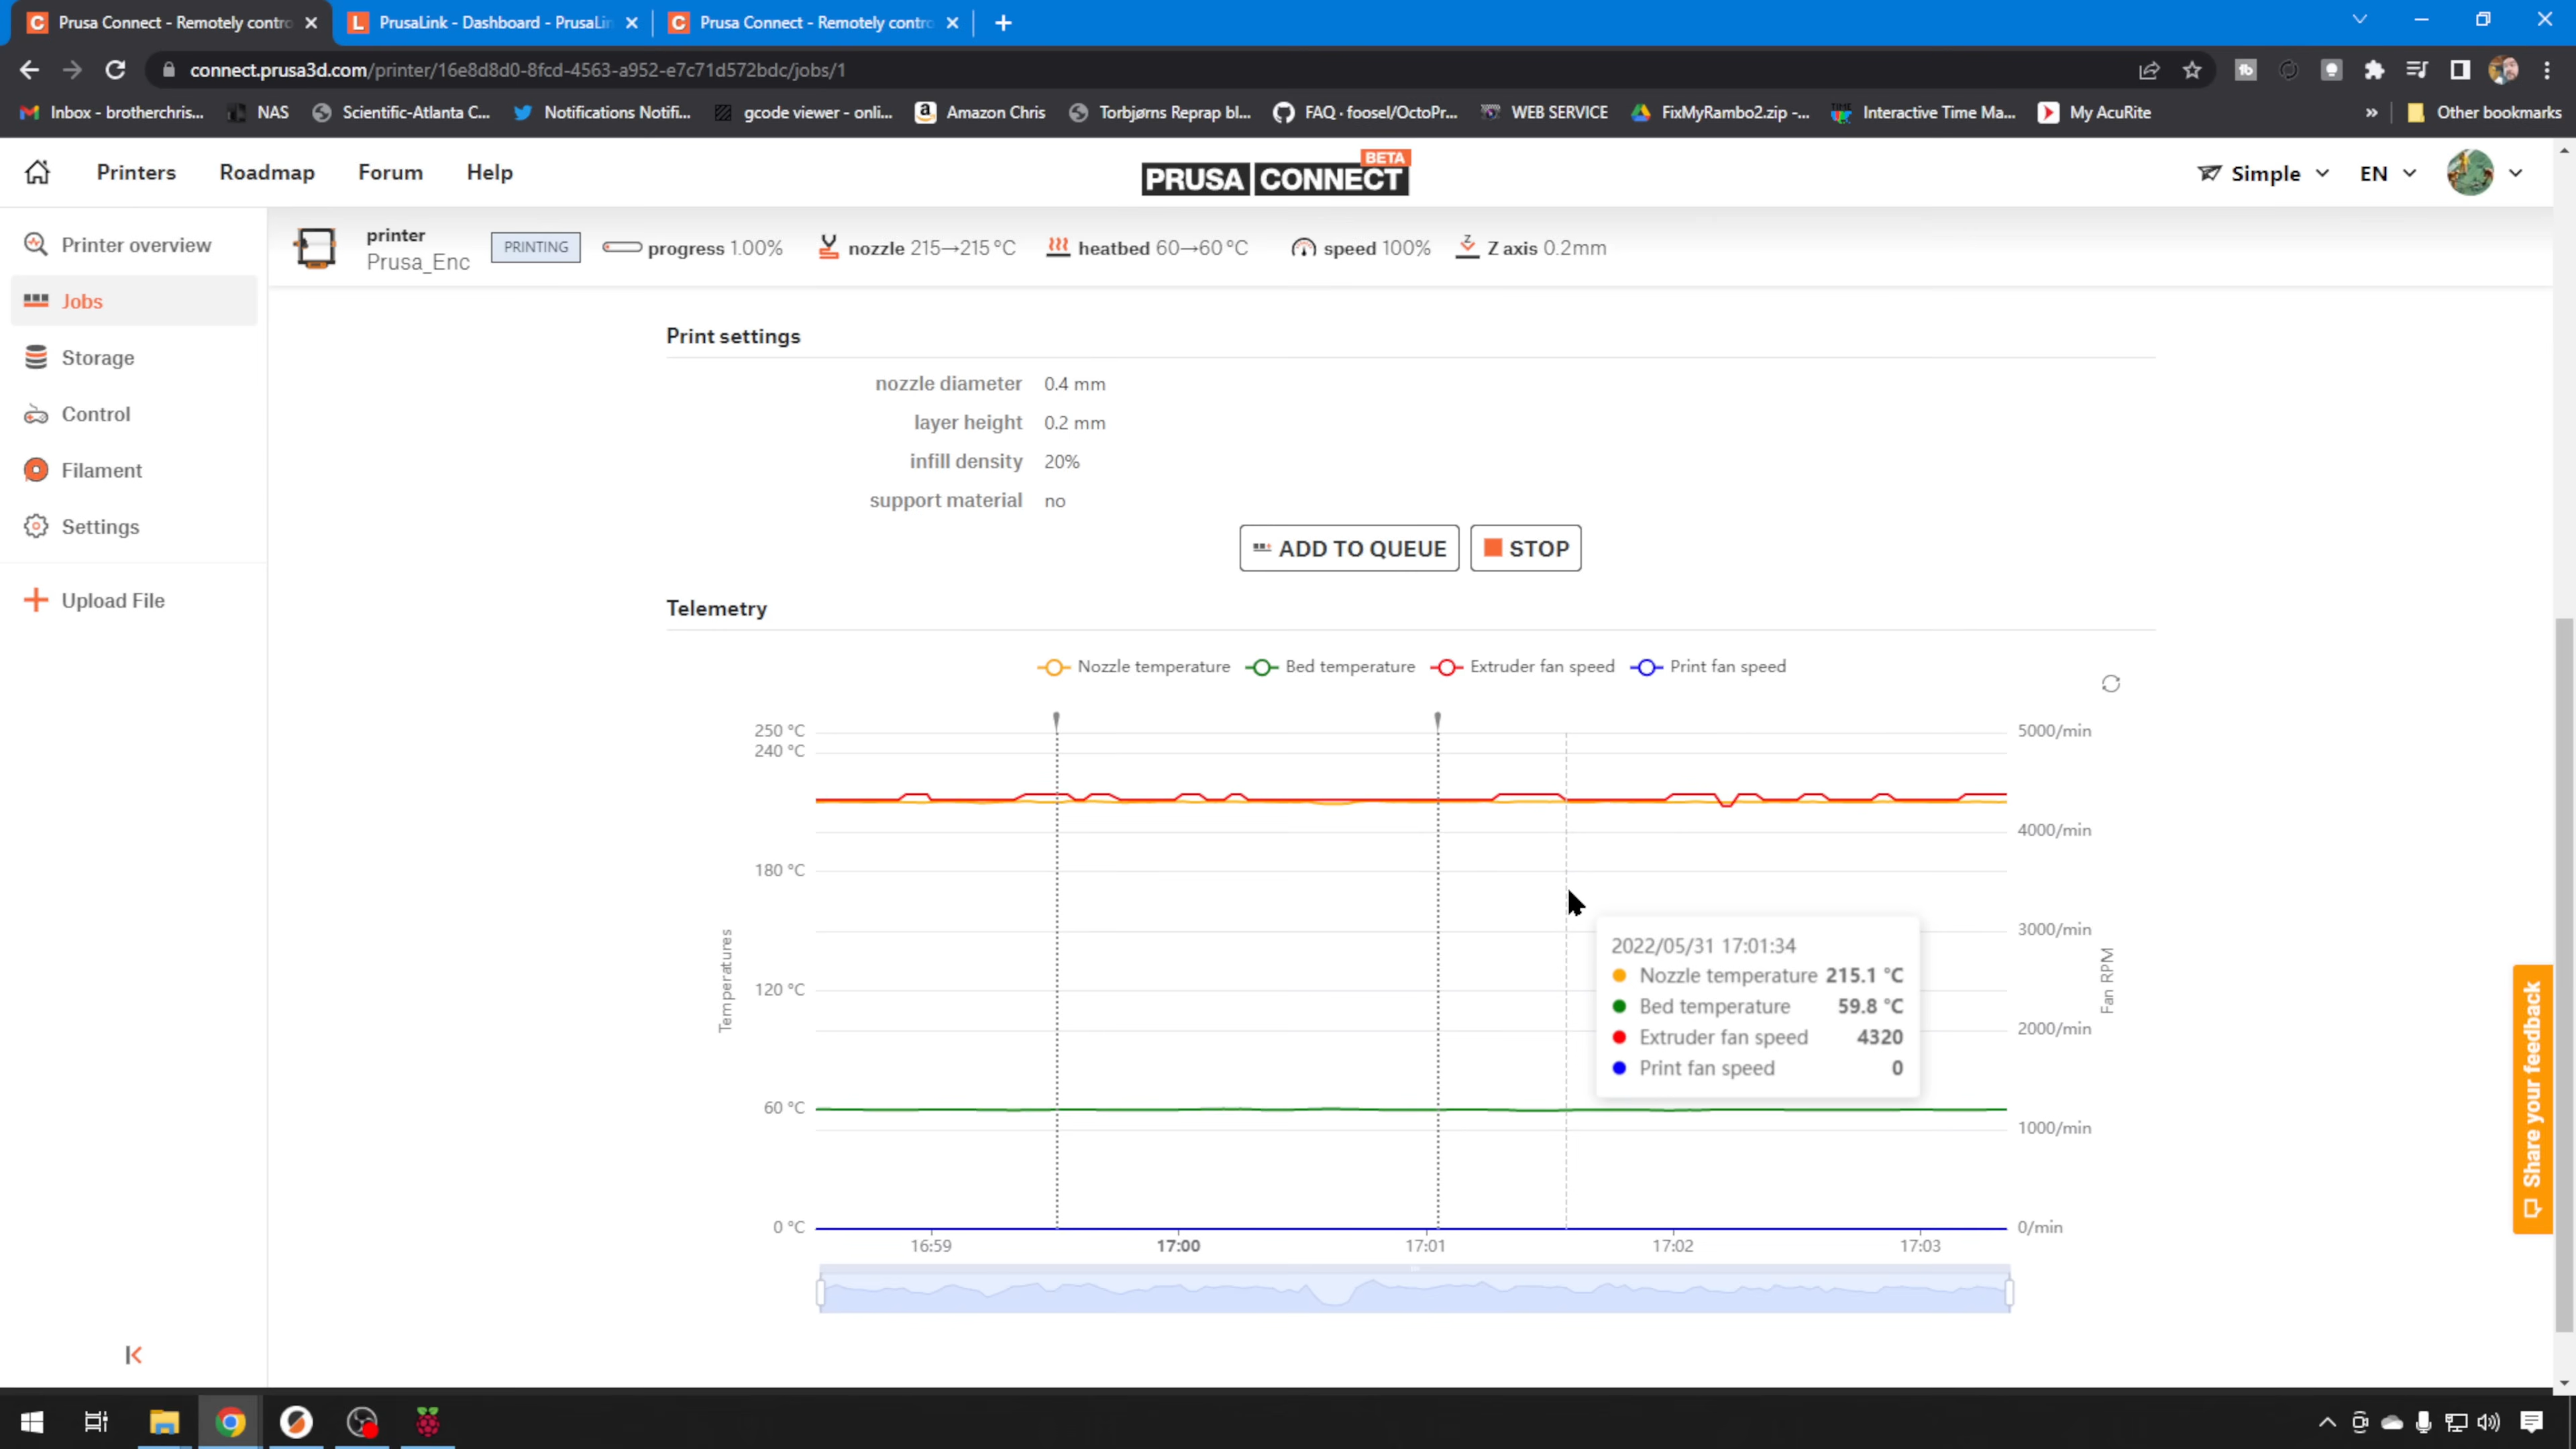 Prusa Connect - Remotely contro
PrusaLink - Dashboard - PrusaLin
Prusa Connect - Remotely contro
connect.prusa3d.com/printer/16e8d8d0-8fcd-4563-a952-e7c71d572bdc/jobs/1
Inbox - brotherchris...
NAS
Scientific-Atlanta C...
Notifications Notifi...
gcode viewer - onli...
Amazon Chris
Torbjørns Reprap bl...
FAQ · foosel/OctoPr...
WEB SERVICE
FixMyRambo2.zip -...
Interactive Time Ma...
My AcuRite
»
Other bookmarks
Printers
Roadmap
Forum
Help
PRUSA CONNECT
BETA
Simple
EN
Printer overview
Jobs
Storage
Control
Filament
Settings
Upload File
printer
Prusa_Enc
PRINTING
progress 1.00%
nozzle 215→215 °C
heatbed 60→60 °C
speed 100%
Z axis 0.2mm
Print settings
nozzle diameter 0.4 mm
layer height 0.2 mm
infill density 20%
support material no
ADD TO QUEUE
STOP
Telemetry
Nozzle temperature
Bed temperature
Extruder fan speed
Print fan speed
250 °C
240 °C
180 °C
120 °C
60 °C
0 °C
Temperatures
5000/min
4000/min
3000/min
2000/min
1000/min
0/min
Fan RPM
2022/05/31 17:01:34
Nozzle temperature 215.1 °C
Bed temperature 59.8 °C
Extruder fan speed 4320
Print fan speed 0
16:59
17:00
17:01
17:02
17:03
Share your feedback